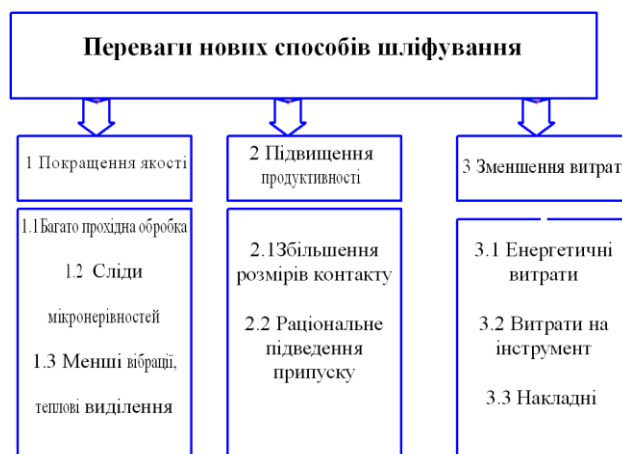 Переваги нових способів шліфування
1 Покращення якості
1.1Багато прохідна обробка
1.2 Сліди
мікронерівностей
1.3 Менші вібрації,
теплові виділення
2 Підвищення
продуктивності
2.1Збільшення
розмірів контакту
2.2 Раціональне
підведення
припуску
3 Зменшення витрат
3.1 Енергетичні
витрати
3.2 Витрати на
інструмент
3.3 Накладні